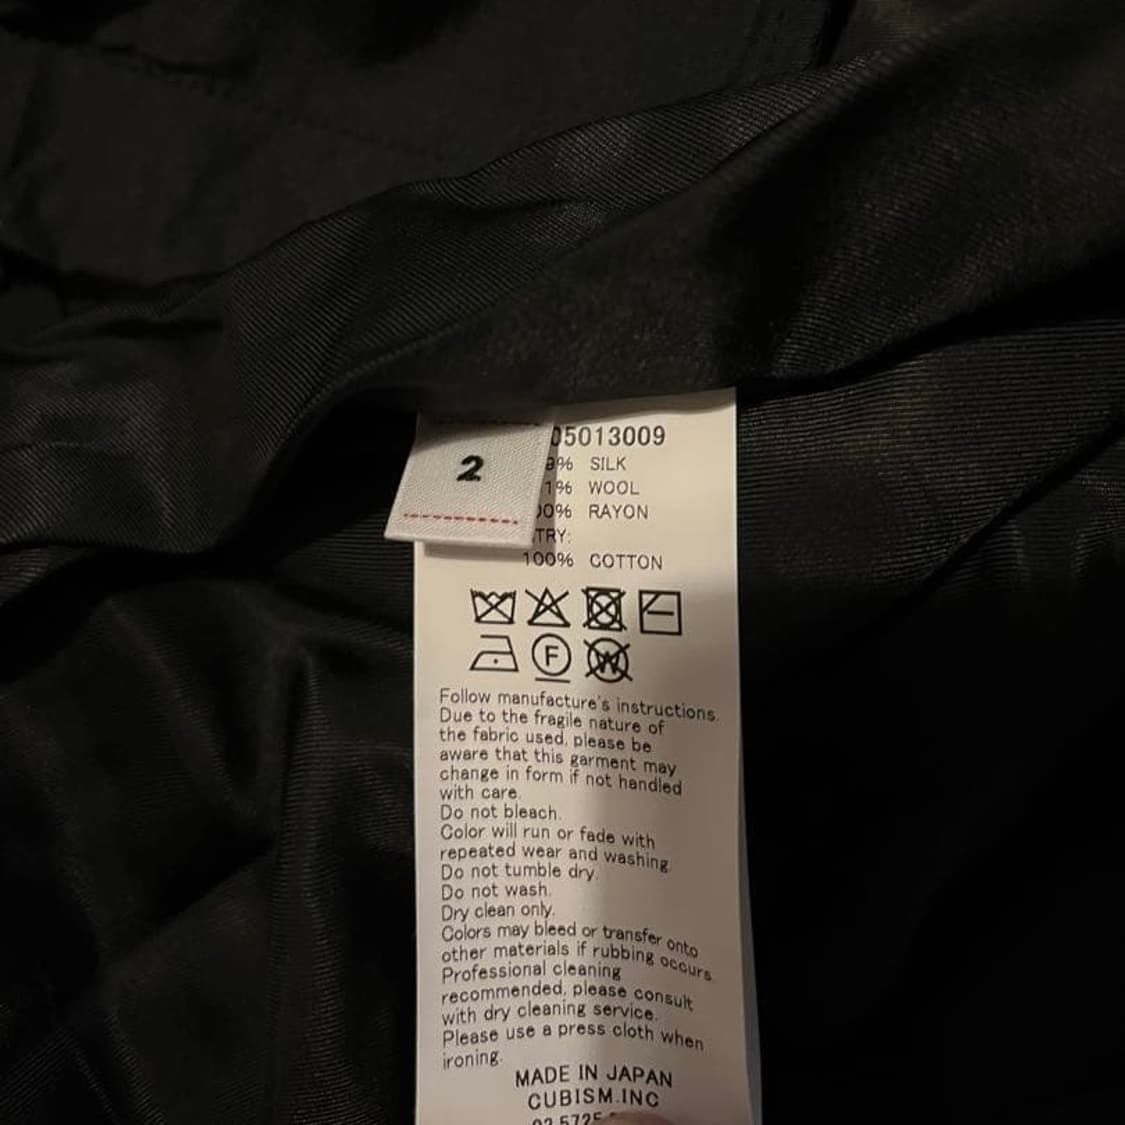 2
05013009
9% SILK
1% WOOL
00% RAYON
TRY:
100% COTTON
F
W
Follow manufacture's instructions.
Due to the fragile nature of
the fabric used, please be
aware that this garment may
change in form if not handled
with care.
Do not bleach.
Color will run or fade with
repeated wear and washing.
Do not tumble dry.
Do not wash.
Dry clean only.
Colors may bleed or transfer onto
other materials if rubbing occurs.
Professional cleaning
recommended, please consult
with dry cleaning service.
Please use a press cloth when
ironing.
MADE IN JAPAN
CUBISM.INC